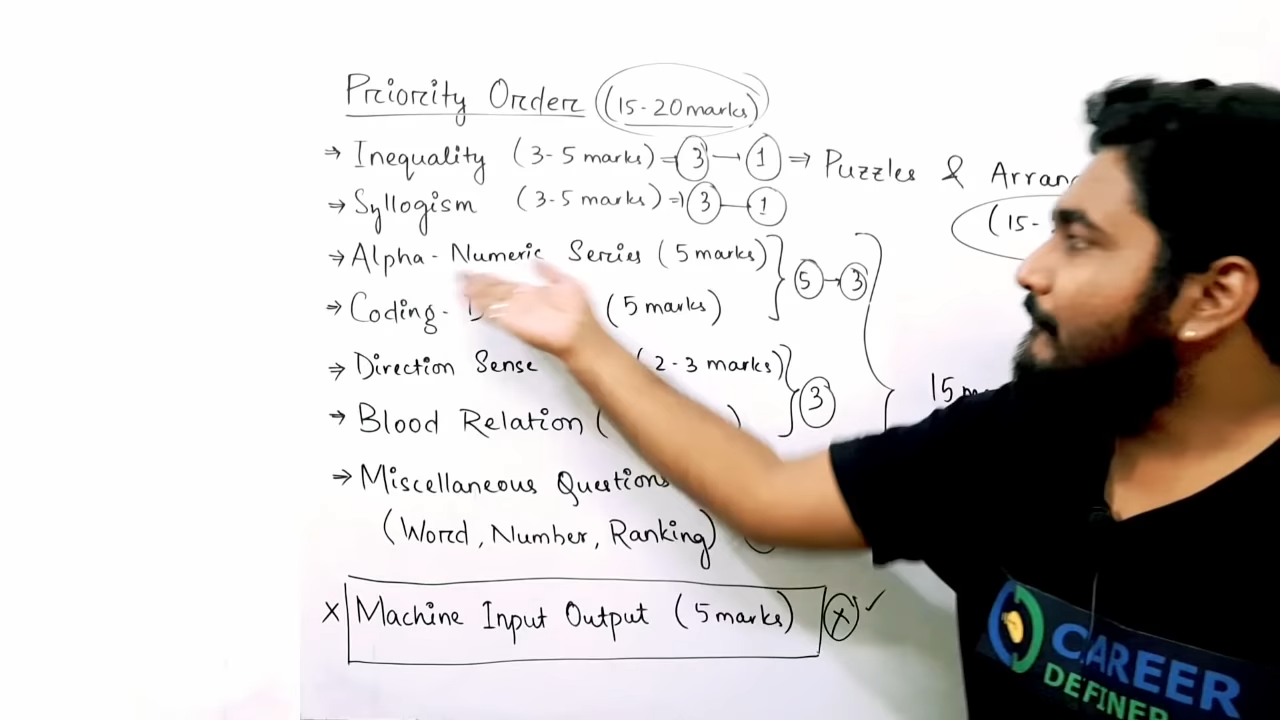 Priority Order (15-20 marks)
→ Inequality (3-5 marks) ⇒ 3 — 1 ⇒ Puzzles &
→ Syllogism (3-5 marks) ⇒ 3 — 1
(15-
→ Alpha-Numeric Series (5 marks)
5 → 3
→ Coding- (5 marks)
→ Direction Sense (2-3 marks)
15
3
→ Blood Relation (
→ Miscellaneous Questions
(Word, Number, Ranking)
X Machine Input Output (5 marks) X ✓
CAREER
DEFINER